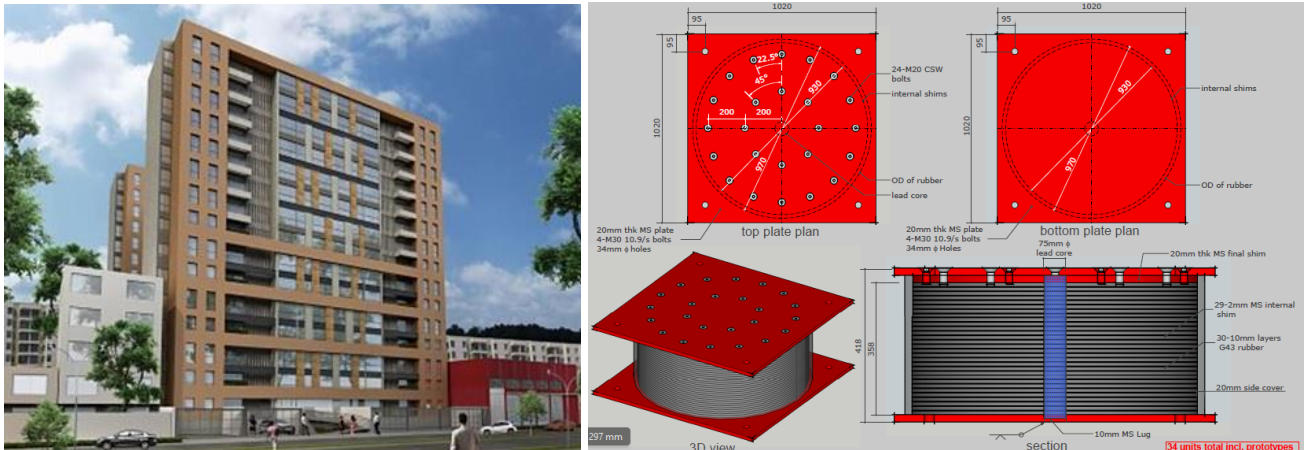 1020
1020
95
95
95
95
22.5°
45°
930
930
24-M20 CSW
bolts
internal shims
internal shims
200
200
1020
1020
970
970
OD of rubber
OD of rubber
lead core
20mm thk MS plate
4-M30 10.9/s bolts
34mm ϕ holes
top plate plan
20mm thk MS plate
4-M30 10.9/s bolts
34mm ϕ Holes
bottom plate plan
75mm ϕ
lead core
20mm thk MS final shim
29-2mm MS internal
shim
30-10mm layers
G43 rubber
418
358
20mm side cover
10mm MS Lug
297 mm
3D view
section
34 units total incl. prototypes